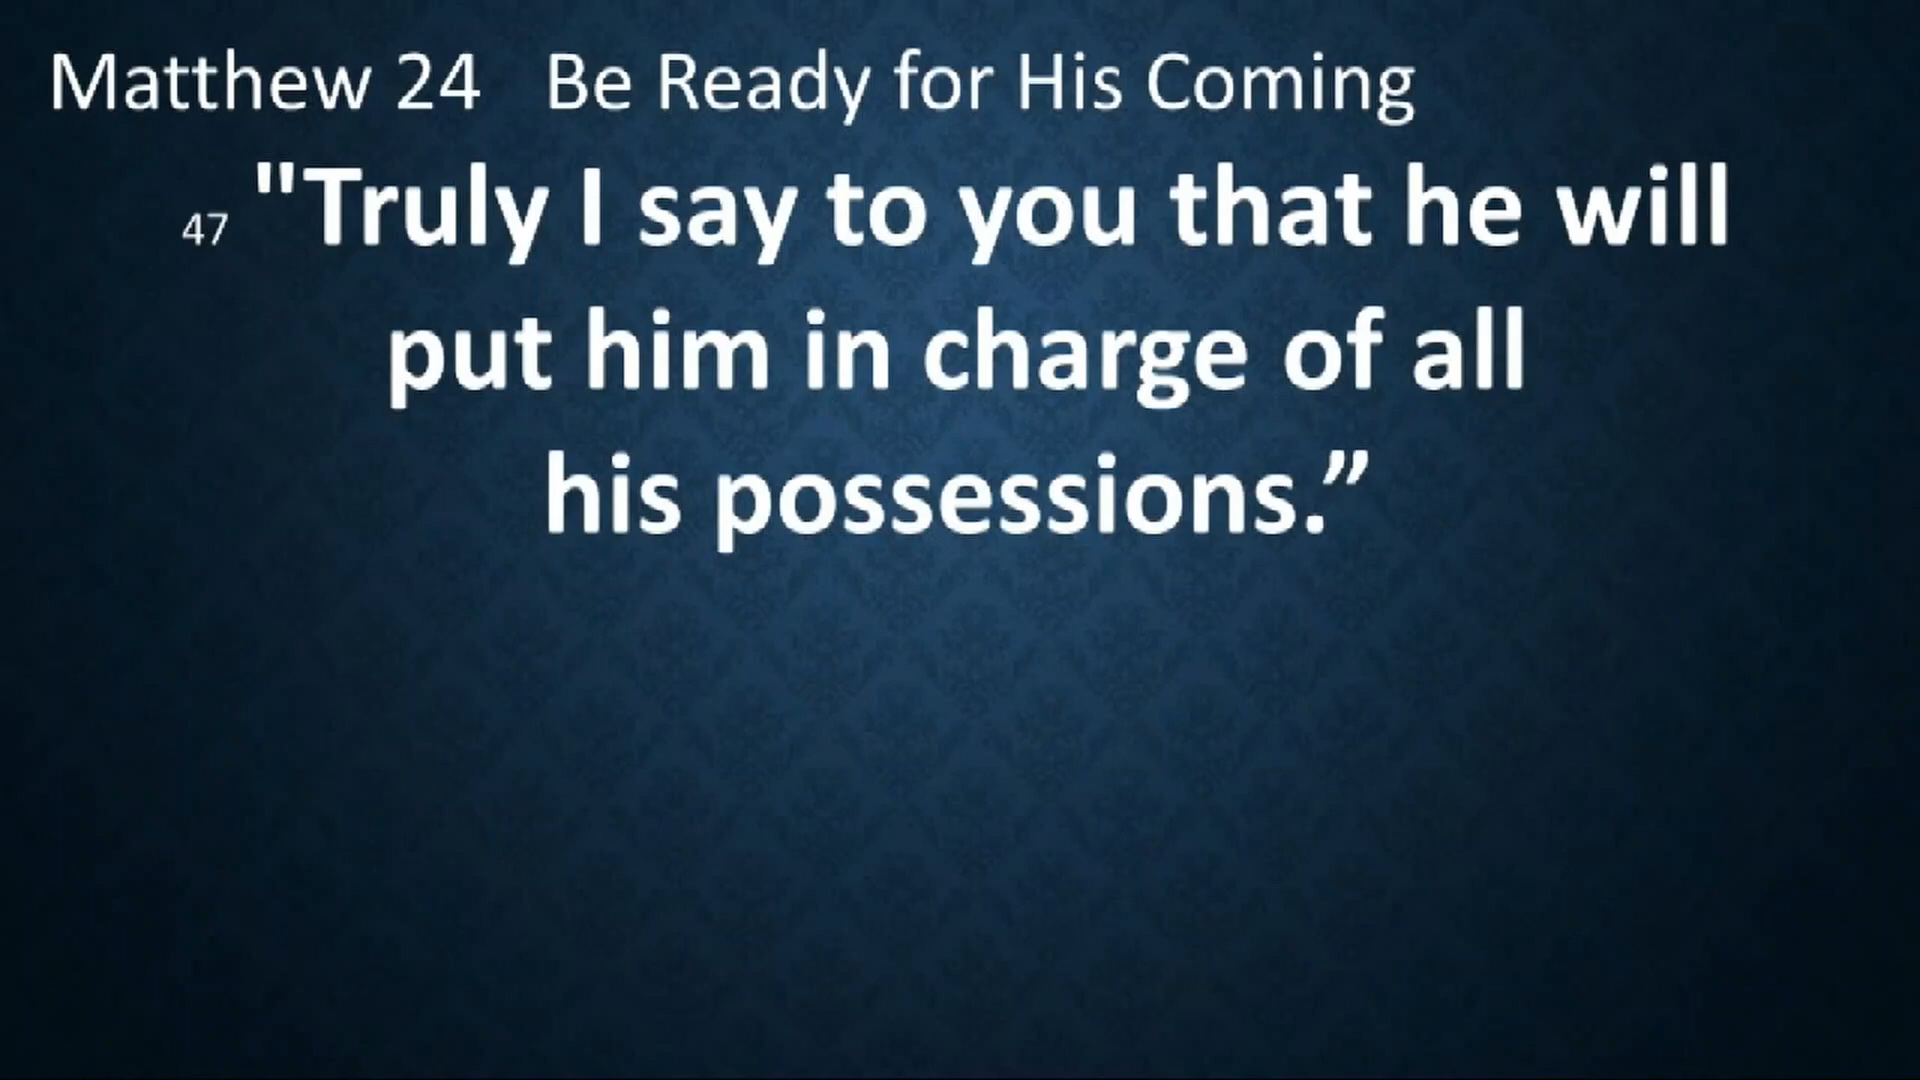 Matthew 24 Be Ready for His Coming
47 "Truly I say to you that he will
put him in charge of all
his possessions.”